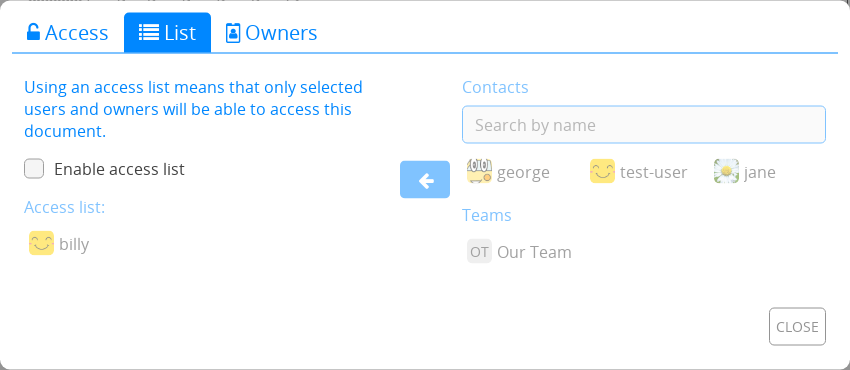 Access List Owners
Using an access list means that only selected
users and owners will be able to access this
document.
Enable access list
Access list:
billy
Contacts
Search by name
george test-user jane
Teams
OT Our Team
CLOSE